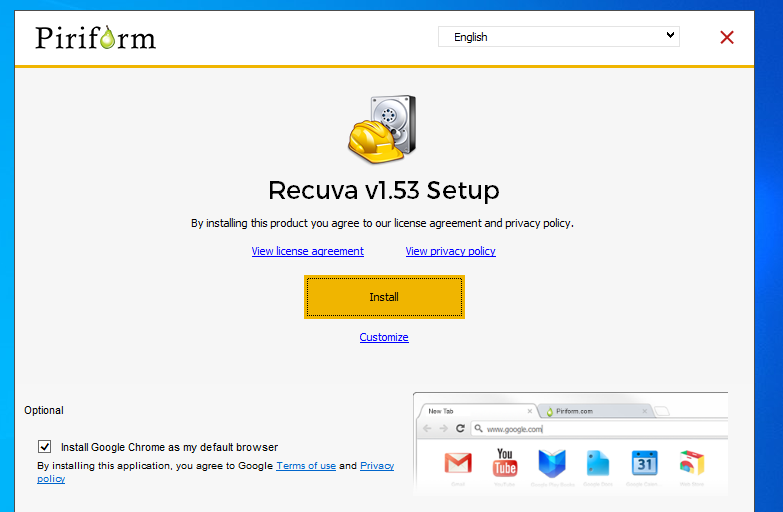 Piriform
English
Recuva v1.53 Setup
By installing this product you agree to our license agreement and privacy policy.
View license agreement View privacy policy
Install
Customize
Optional
New Tab Piriform.com
www.google.com
Install Google Chrome as my default browser
You
Tube
31
By installing this application, you agree to Google Terms of use and Privacy
policy